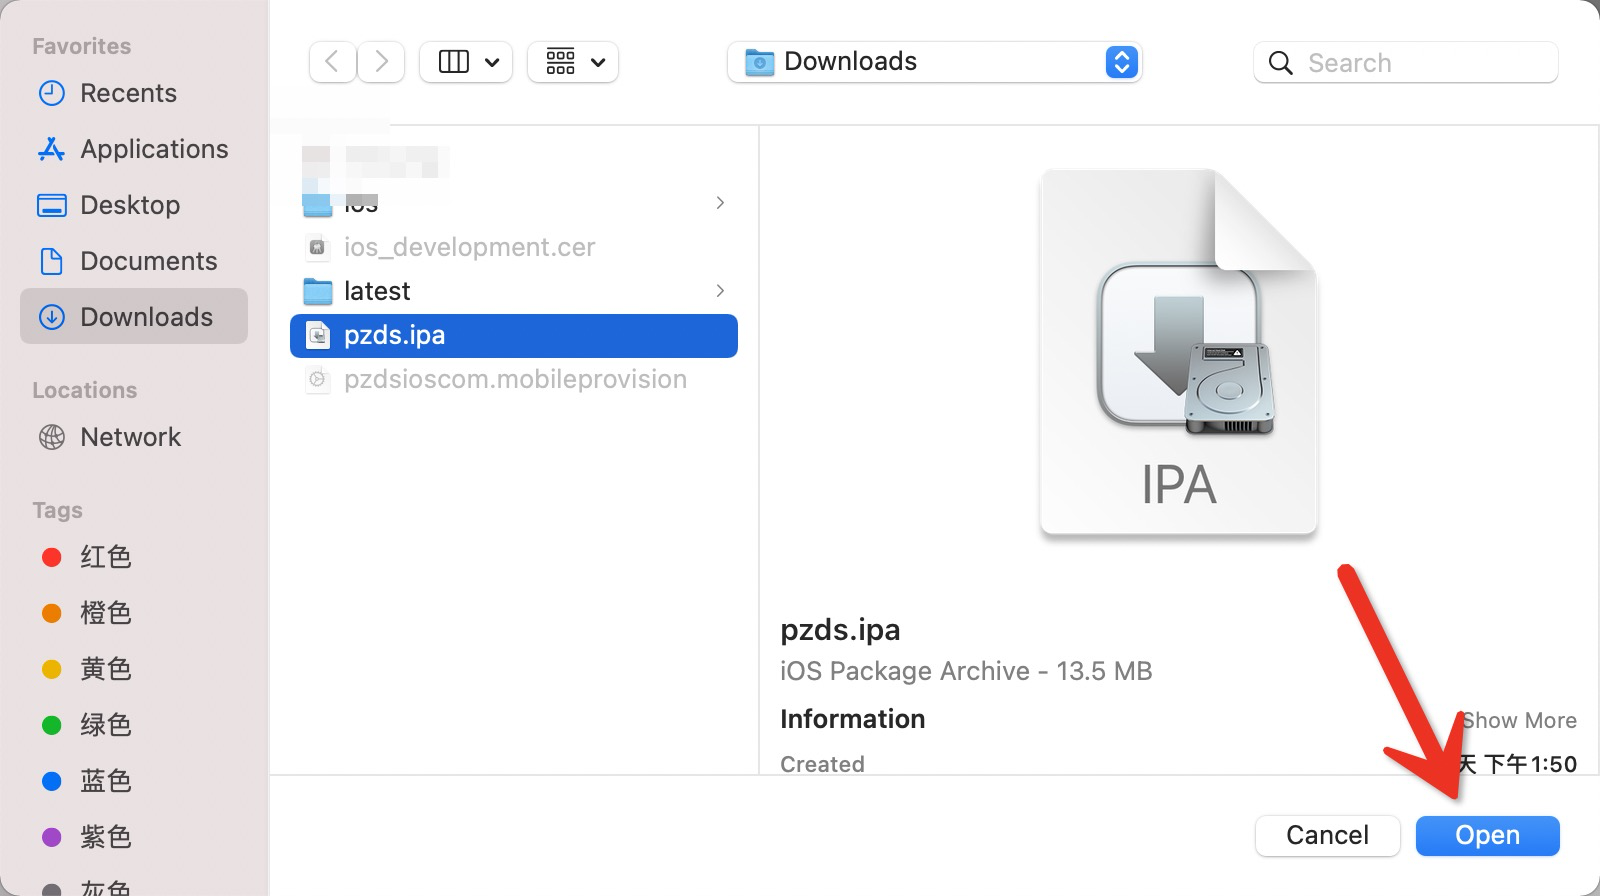 Favorites
Recents
Applications
Desktop
Documents
Downloads
Locations
Network
Tags
红色
橙色
黄色
绿色
蓝色
紫色
灰色
Downloads
Search
ios
ios_development.cer
latest
pzds.ipa
pzdsioscom.mobileprovision
IPA
pzds.ipa
iOS Package Archive - 13.5 MB
Information
Show More
Created
天 下午1:50
Cancel
Open